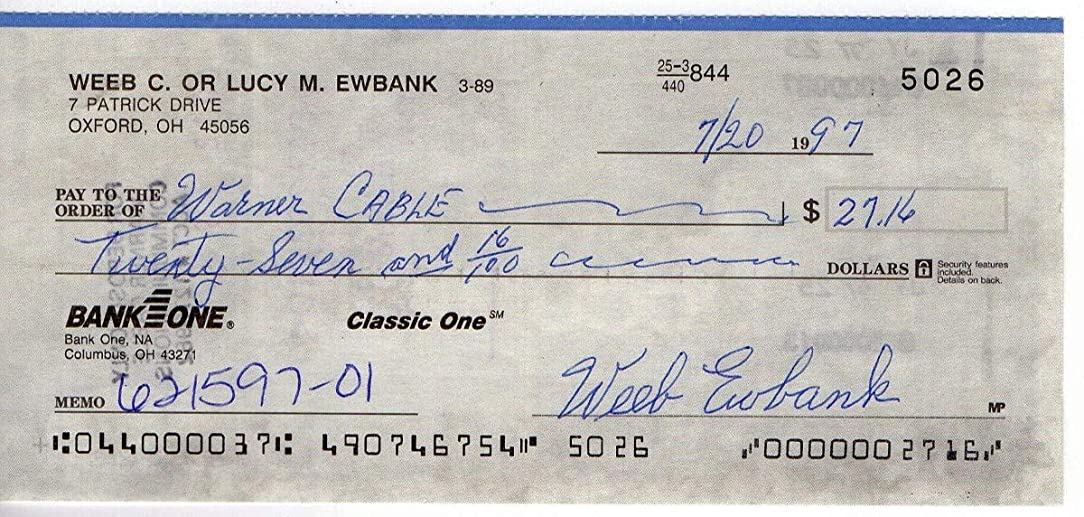 WEEB C. OR LUCY M. EWBANK 3-89
7 PATRICK DRIVE
OXFORD, OH 45056
25-3/440 844
5026
7/20 1997
PAY TO THE ORDER OF Warner CABLE $ 27.16
Twenty-Seven and 16/100 DOLLARS Security features included. Details on back.
BANK ONE®
Classic One SM
Bank One, NA
Columbus, OH 43271
MEMO 621597-01 Weeb Ewbank MP
⑆044000037⑆ 490746754⑈ 5026 ⑇0000002716⑇